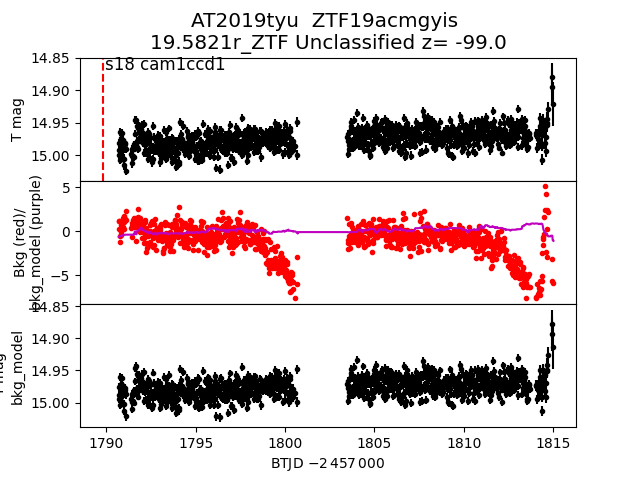 AT2019tyu  ZTF19acmgyis
19.5821r_ZTF Unclassified z= -99.0
s18 cam1ccd1
T mag
14.85
14.90
14.95
15.00
Bkg (red)/
bkg_model (purple)
5
0
−5
bkg_model
14.85
14.90
14.95
15.00
1790
1795
1800
1805
1810
1815
BTJD −2 457 000